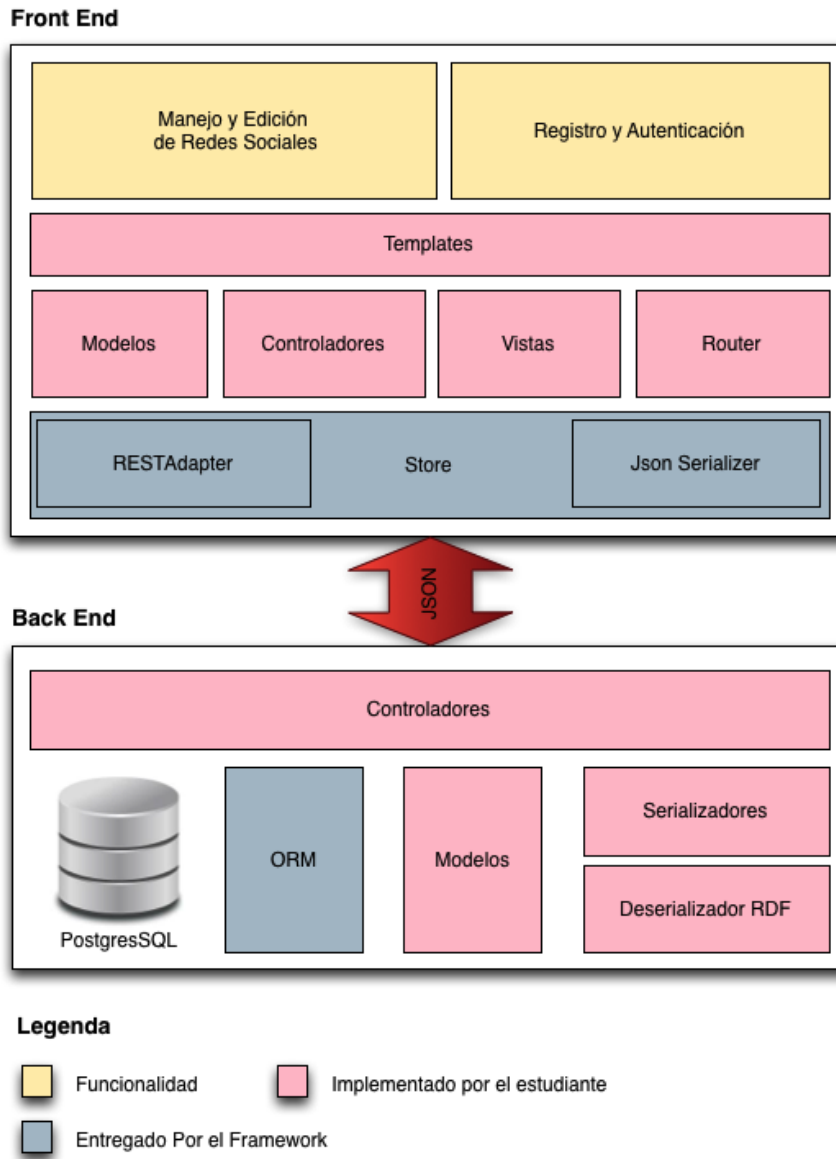 Front End
Manejo y Edición
de Redes Sociales
Registro y Autenticación
Templates
Modelos
Controladores
Vistas
Router
RESTAdapter
Store
Json Serializer
JSON
Back End
Controladores
PostgresSQL
ORM
Modelos
Serializadores
Deserializador RDF
Legenda
Funcionalidad
Implementado por el estudiante
Entregado Por el Framework